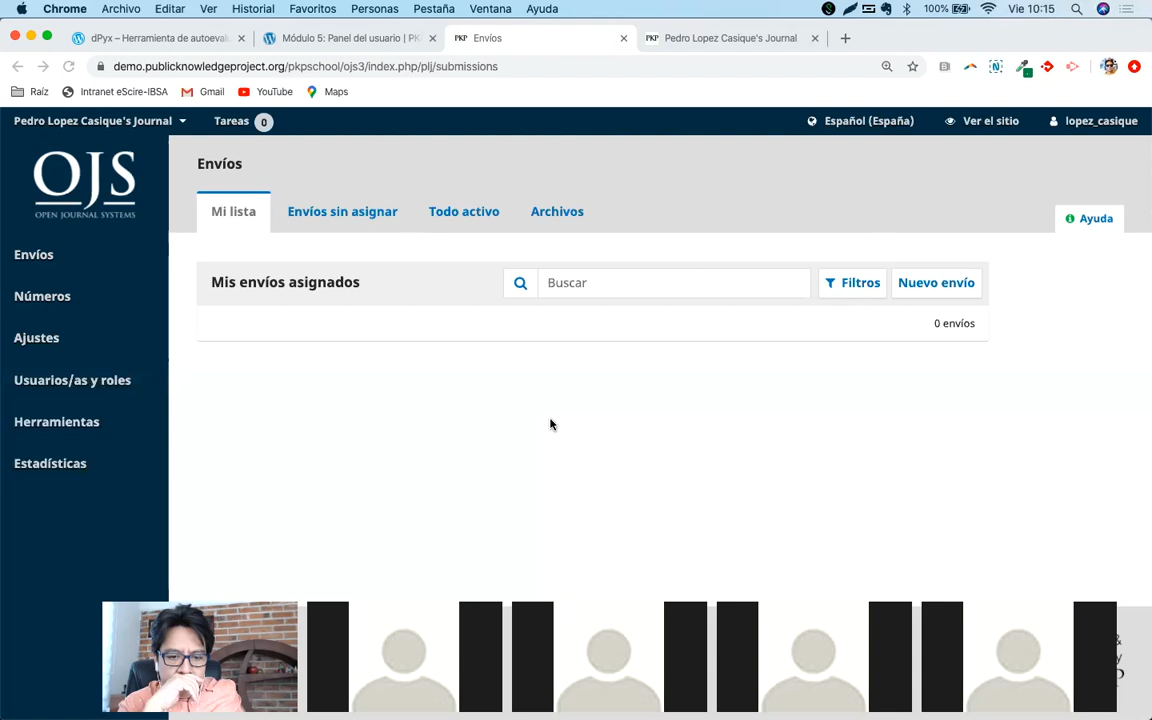 Chrome Archivo Editar Ver Historial Favoritos Personas Pestaña Ventana Ayuda 100% Vie 10:15
dPyx – Herramienta de autoeval Módulo 5: Panel del usuario | PK PKP Envíos PKP Pedro Lopez Casique's Journal
demo.publicknowledgeproject.org/pkpschool/ojs3/index.php/plj/submissions
Raíz Intranet eScire-IBSA Gmail YouTube Maps
Pedro Lopez Casique's Journal Tareas 0 Español (España) Ver el sitio lopez_casique
OJS
OPEN JOURNAL SYSTEMS
Envíos
Mi lista Envíos sin asignar Todo activo Archivos
Ayuda
Envíos
Números
Ajustes
Usuarios/as y roles
Herramientas
Estadísticas
Mis envíos asignados Buscar Filtros Nuevo envío
0 envíos